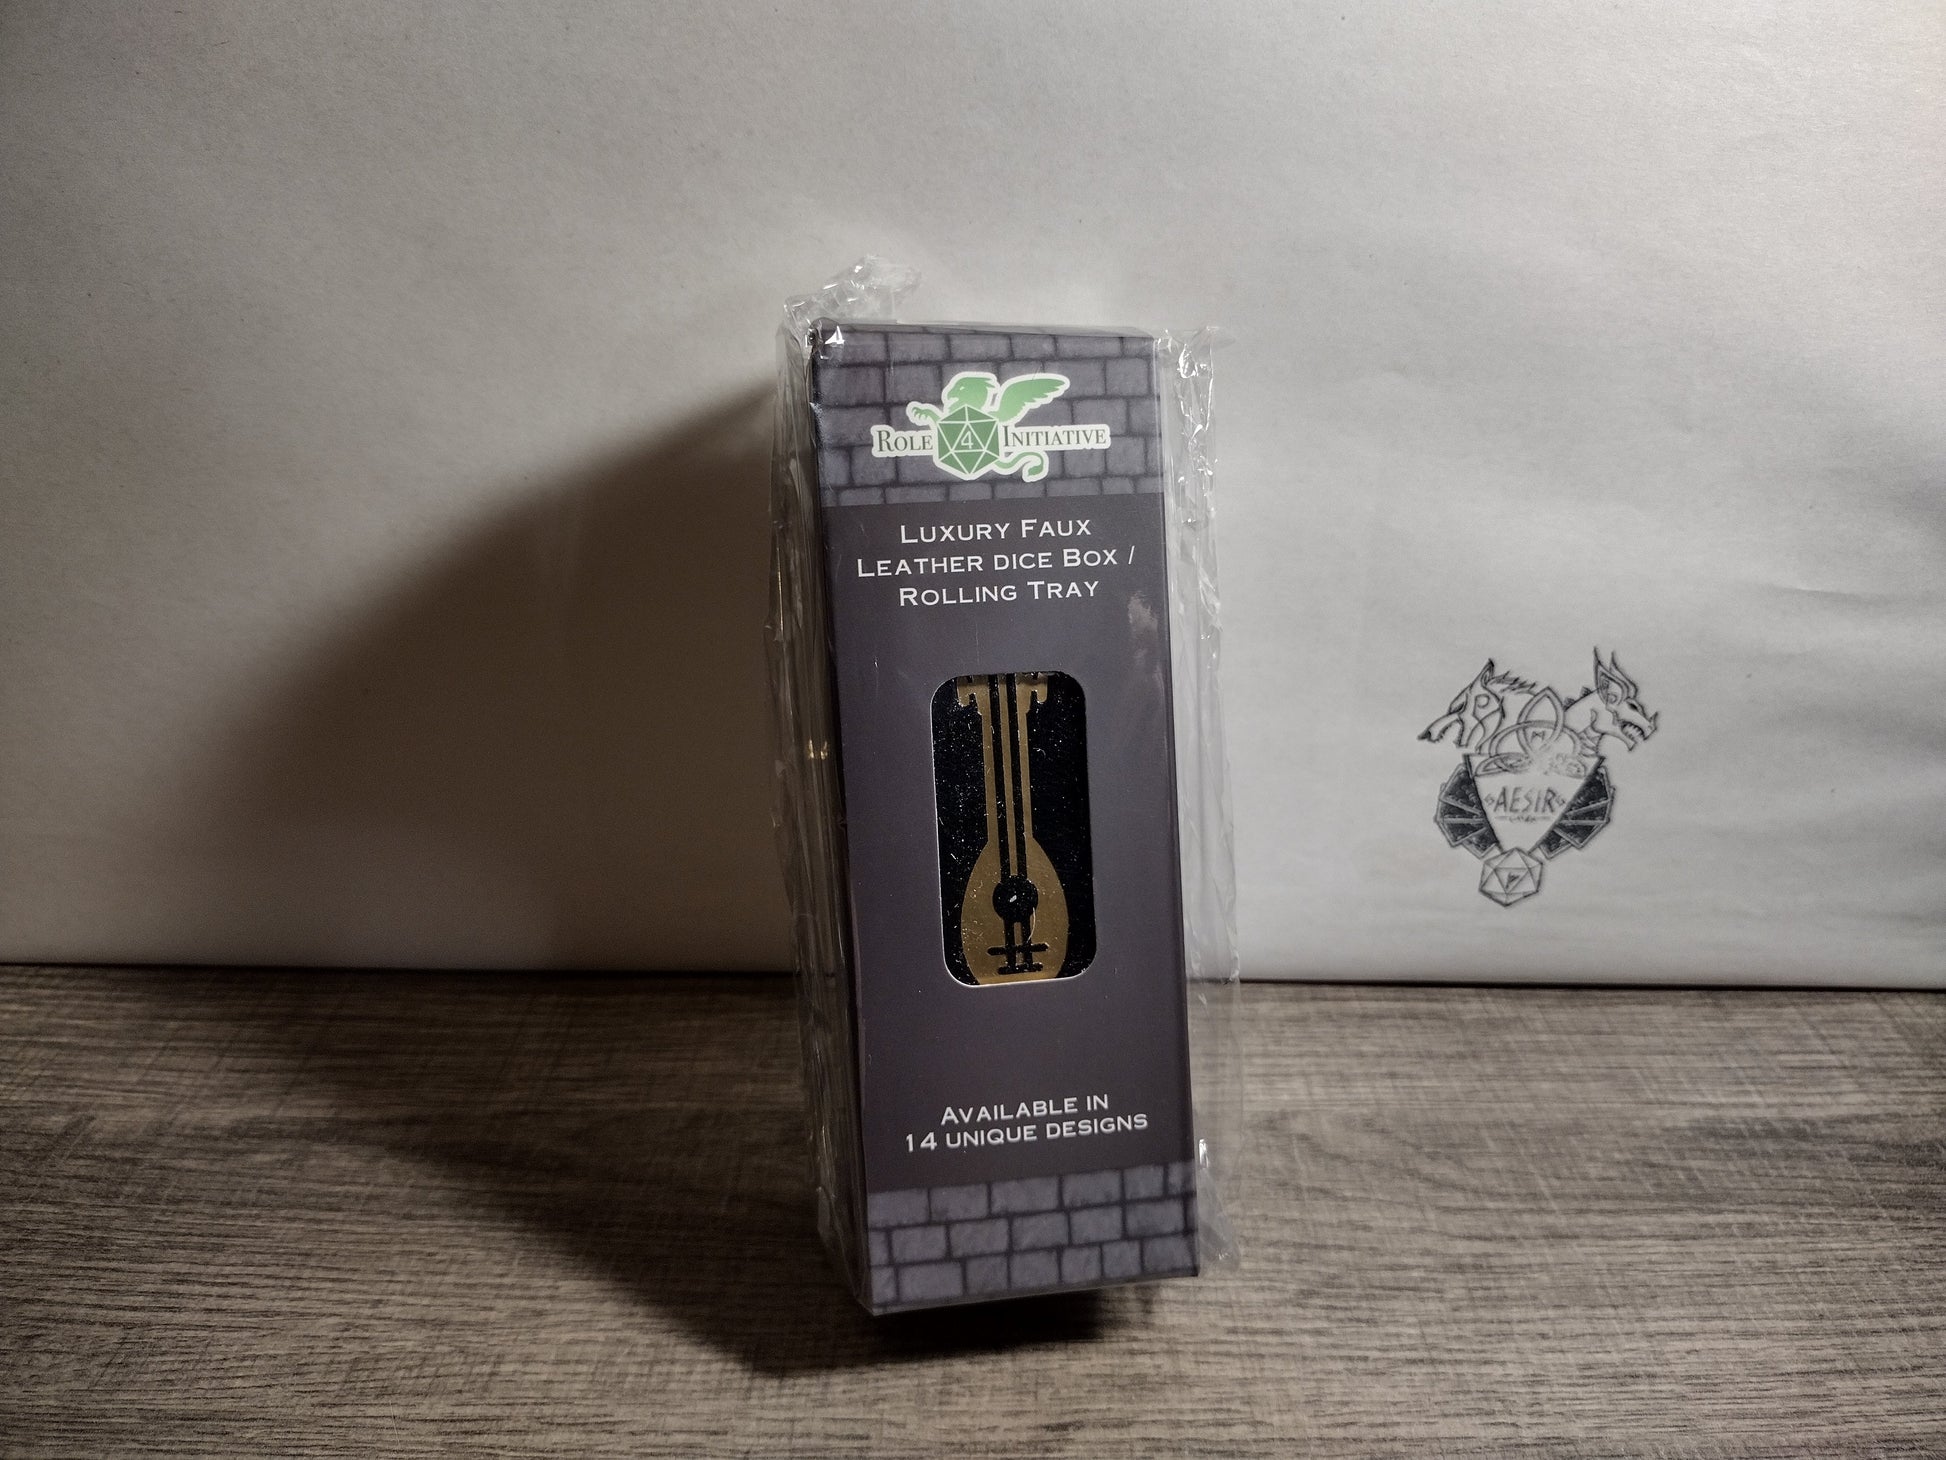 ROLE 4 INITIATIVE
LUXURY FAUX
LEATHER DICE BOX /
ROLLING TRAY
AVAILABLE IN
14 UNIQUE DESIGNS
AESIR